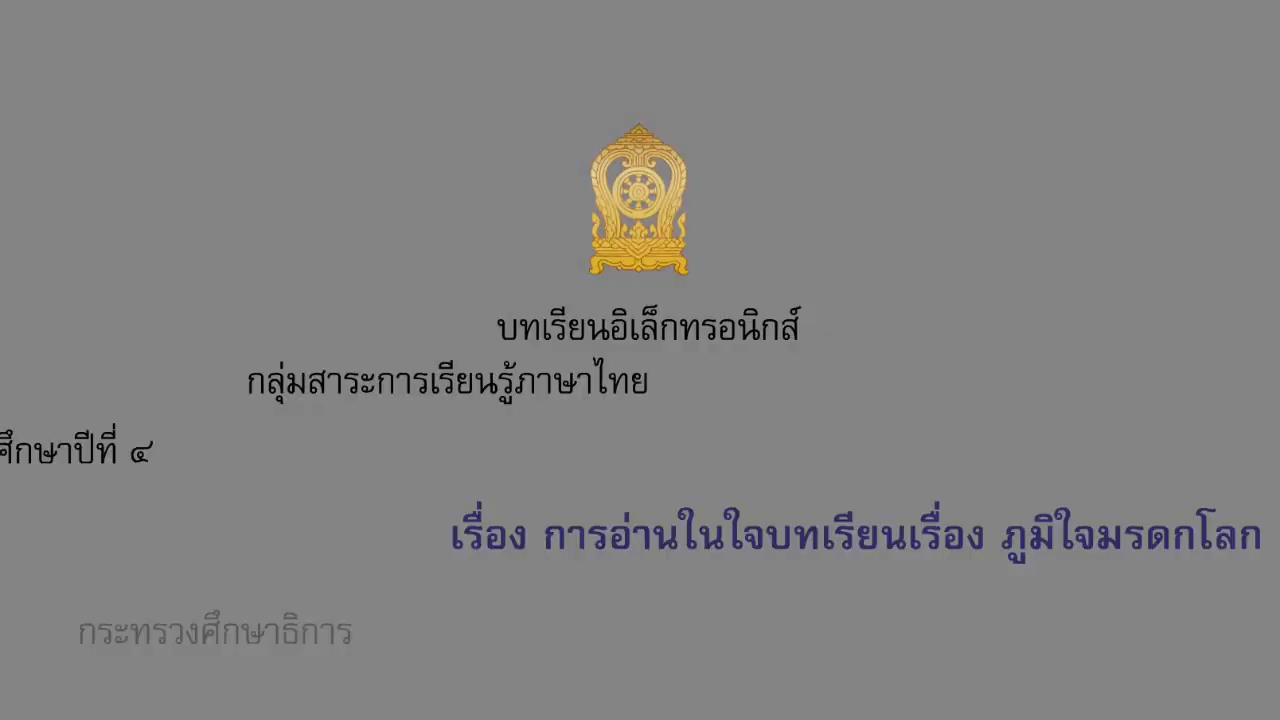 บทเรียนอิเล็กทรอนิกส์
กลุ่มสาระการเรียนรู้ภาษาไทย
ศึกษาปีที่ ๔
เรื่อง การอ่านในใจบทเรียนเรื่อง ภูมิใจมรดกโลก
กระทรวงศึกษาธิการ